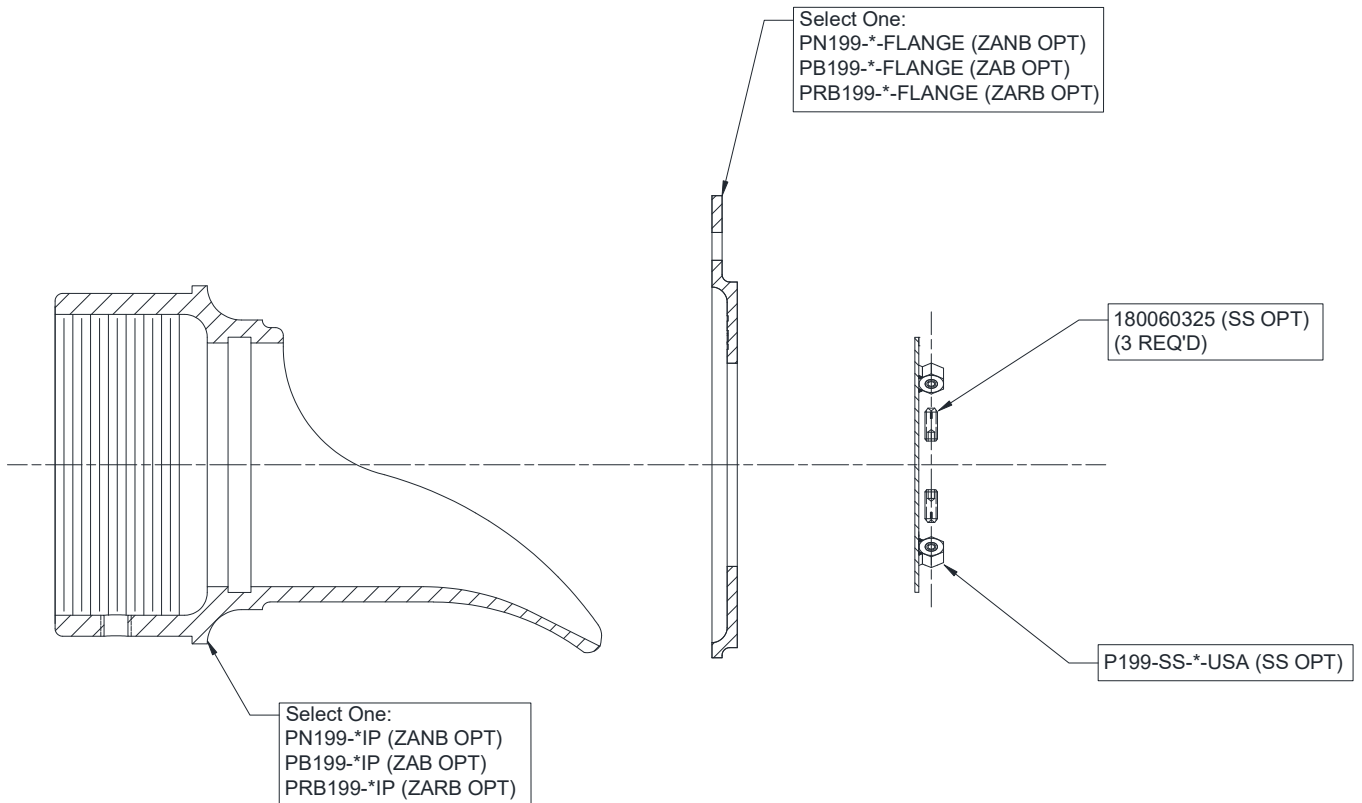 Select One:
PN199-*-FLANGE (ZANB OPT)
PB199-*-FLANGE (ZAB OPT)
PRB199-*-FLANGE (ZARB OPT)
180060325 (SS OPT)
(3 REQ'D)
P199-SS-*-USA (SS OPT)
Select One:
PN199-*IP (ZANB OPT)
PB199-*IP (ZAB OPT)
PRB199-*IP (ZARB OPT)